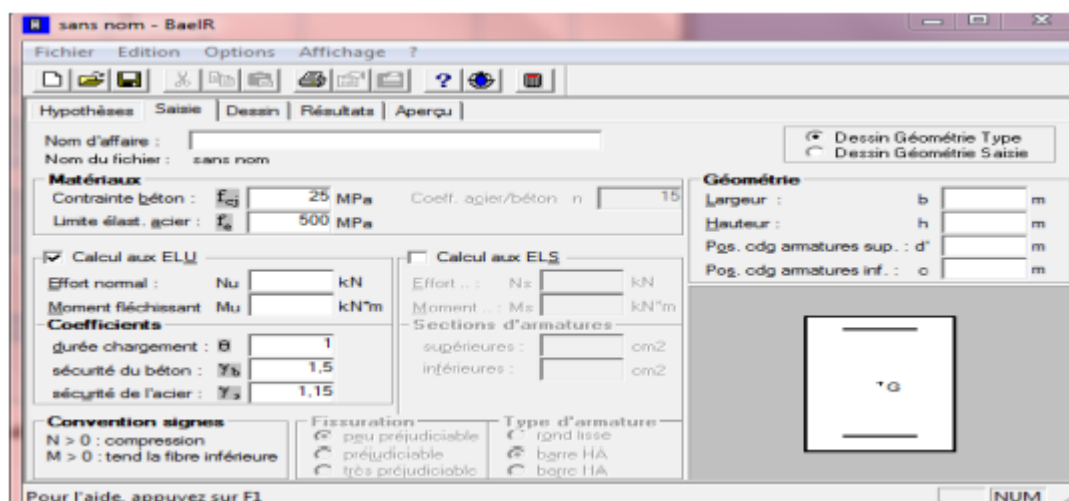 sans nom - BaelR
Fichier Edition Options Affichage ?
Hypothèses Saisie Dessin Résultats Aperçu
Nom d'affaire :
Nom du fichier : sans nom
Dessin Géométrie Type
Dessin Géométrie Saisie
Matériaux
Contrainte béton : fcj 25 MPa Coeff. acier/béton n 15
Limite élast. acier : fe 500 MPa
Géométrie
Largeur : b m
Hauteur : h m
Pos. cdg armatures sup. : d' m
Pos. cdg armatures inf. : c m
Calcul aux ELU
Effort normal : Nu kN
Moment fléchissant Mu kN*m
Calcul aux ELS
Effort .. : Ns kN
Moment .. : Ms kN*m
Coefficients
durée chargement : θ 1
sécurité du béton : γb 1,5
sécurité de l'acier : γs 1,15
Sections d'armatures
supérieures : cm2
inférieures : cm2
G
Convention signes
N > 0 : compression
M > 0 : tend la fibre inférieure
Fissuration
peu préjudiciable
préjudiciable
très préjudiciable
Type d'armature
rond lisse
barre HA
barre HA
Pour l'aide, appuyez sur F1 NUM